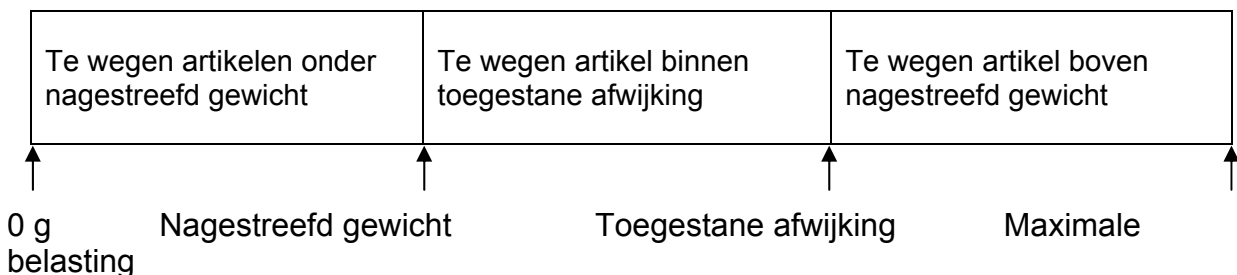 Te wegen artikelen onder
nagestreefd gewicht
Te wegen artikel binnen
toegestane afwijking
Te wegen artikel boven
nagestreefd gewicht
0 g Nagestreefd gewicht Toegestane afwijking Maximale
belasting